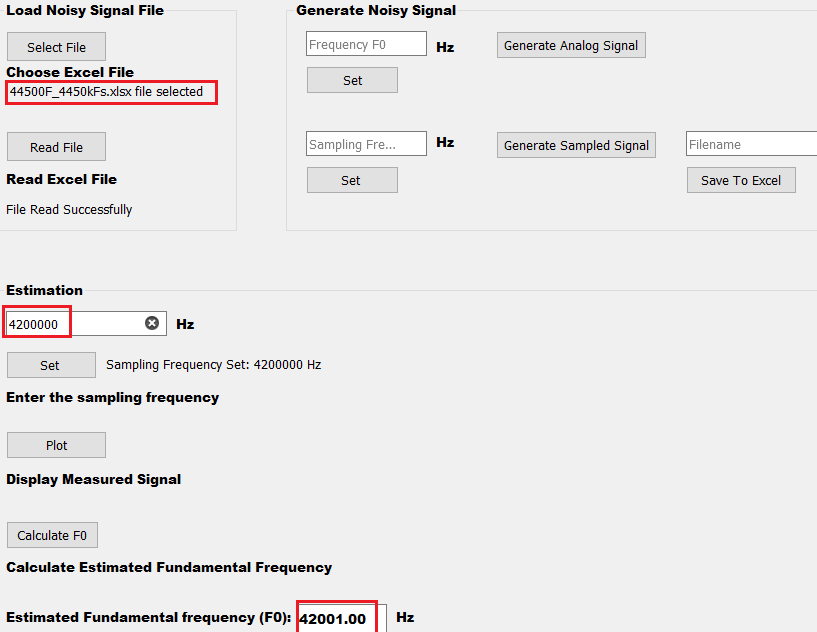 Load Noisy Signal File
Select File
Choose Excel File
44500F_4450kFs.xlsx file selected
Read File
Read Excel File
File Read Successfully
Generate Noisy Signal
Frequency F0
Hz
Generate Analog Signal
Set
Sampling Fre...
Hz
Generate Sampled Signal
Filename
Set
Save To Excel
Estimation
4200000
Hz
Set
Sampling Frequency Set: 4200000 Hz
Enter the sampling frequency
Plot
Display Measured Signal
Calculate F0
Calculate Estimated Fundamental Frequency
Estimated Fundamental frequency (F0): 42001.00 Hz